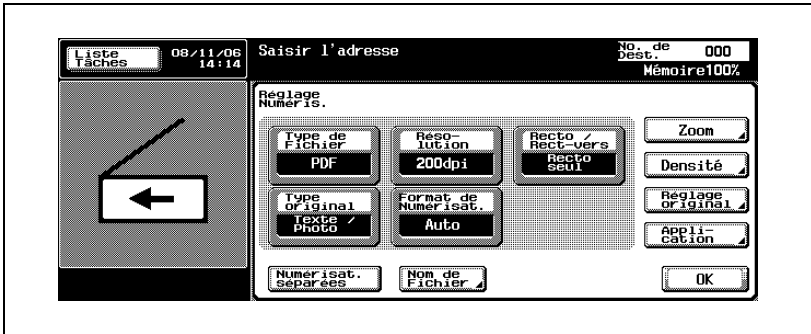 Liste
Tâches
08/11/06
14:14
Saisir l'adresse
No. de
Dest.
000
Mémoire100%
Réglage
Numéris.
Type de
Fichier
PDF
Réso-
lution
200dpi
Recto /
Rect-vers
Recto
seul
Zoom
Densité
Type
original
Texte /
Photo
Format de
Numérisat.
Auto
Réglage
original
Appli-
cation
Numérisat.
séparées
Nom de
Fichier
OK